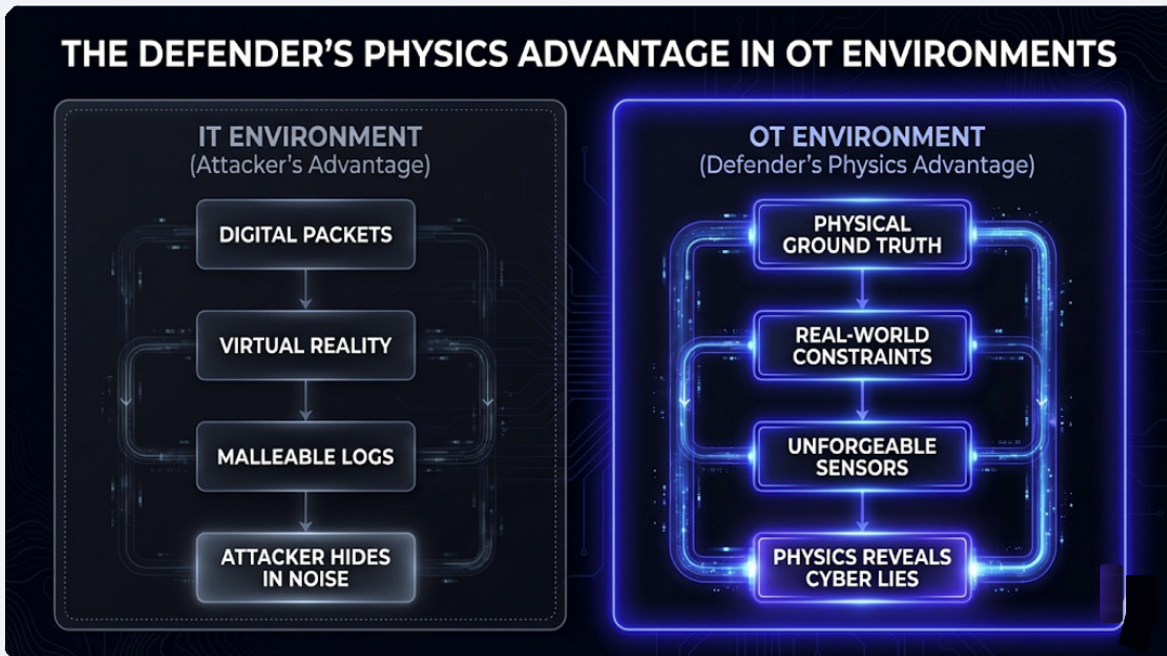 THE DEFENDER'S PHYSICS ADVANTAGE IN OT ENVIRONMENTS
IT ENVIRONMENT
(Attacker's Advantage)
DIGITAL PACKETS
VIRTUAL REALITY
MALLEABLE LOGS
ATTACKER HIDES
IN NOISE
OT ENVIRONMENT
(Defender's Physics Advantage)
PHYSICAL
GROUND TRUTH
REAL-WORLD
CONSTRAINTS
UNFORGEABLE
SENSORS
PHYSICS REVEALS
CYBER LIES